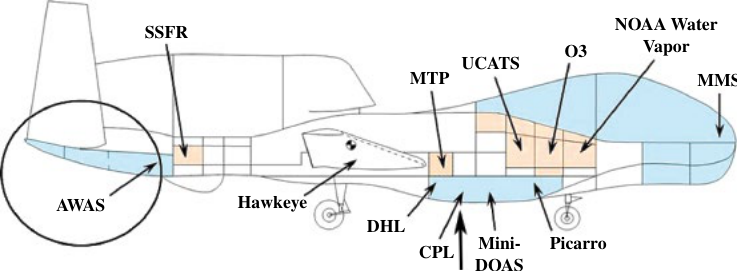 SSFR
NOAA Water
Vapor
O3
UCATS
MTP
MMS
AWAS
Hawkeye
DHL
CPL
Mini-
DOAS
Picarro